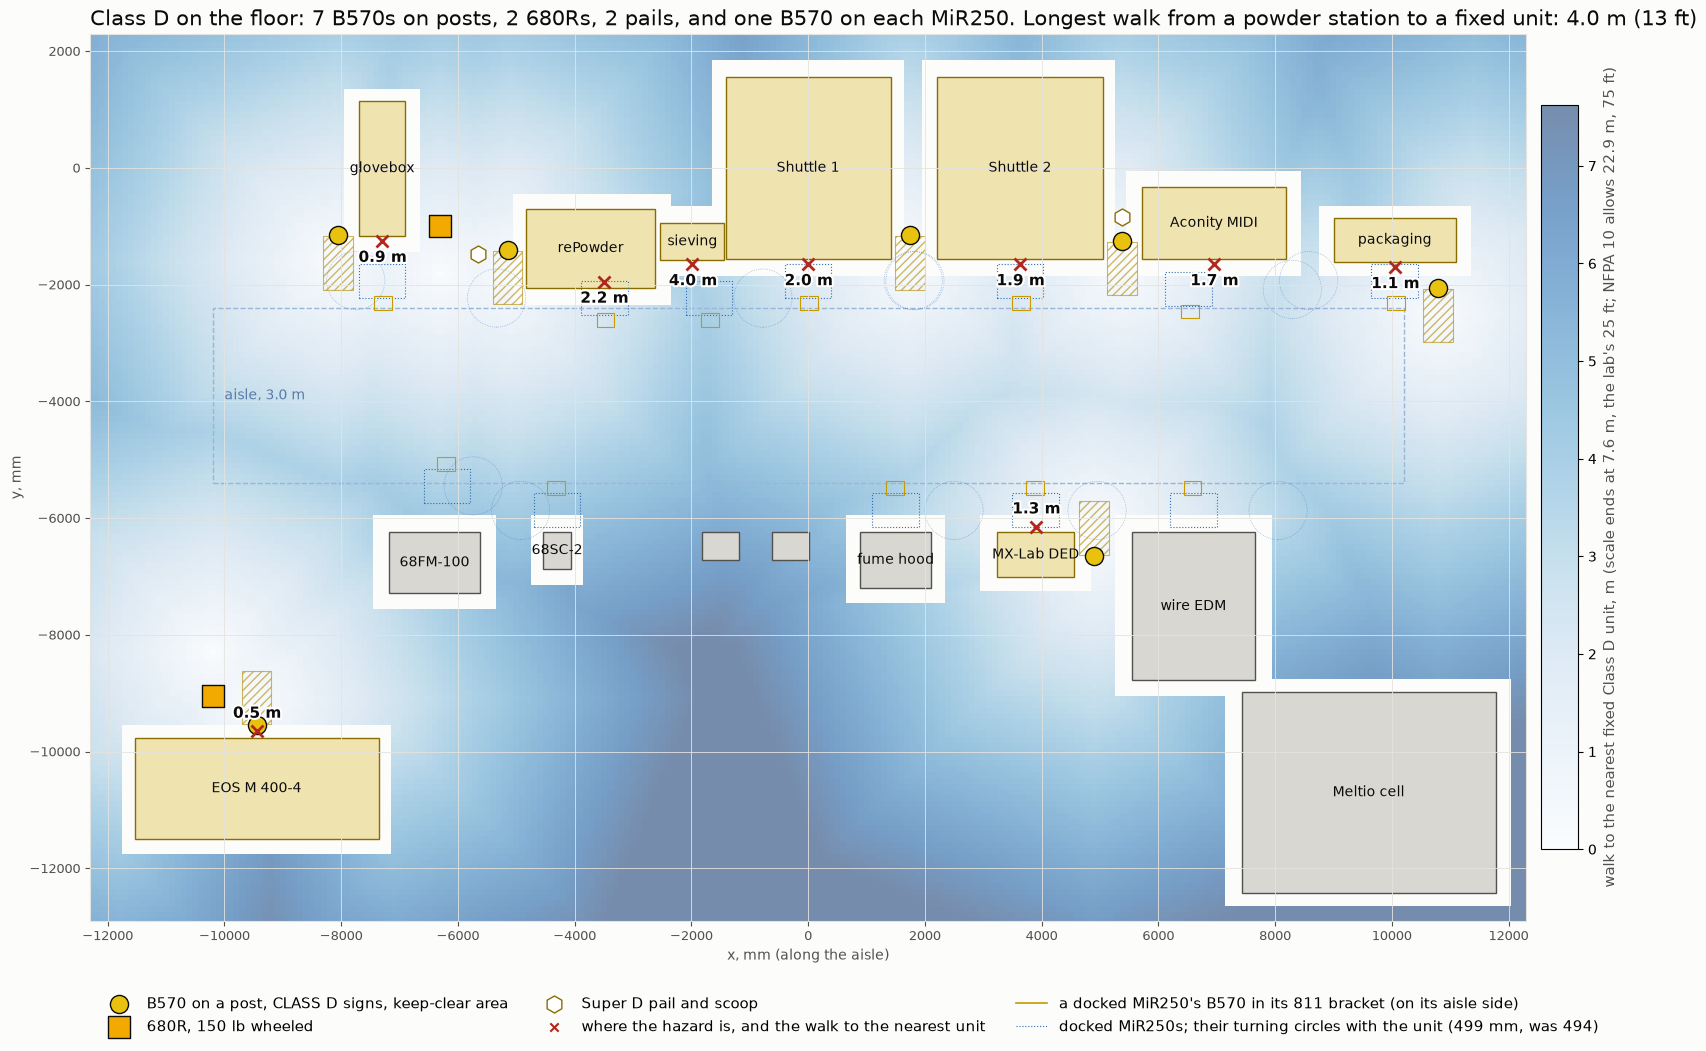 Class D on the floor: 7 B570s on posts, 2 680Rs, 2 pails, and one B570 on each MiR250. Longest walk from a powder station to a fixed unit: 4.0 m (13 ft)
2000
0
−2000
−4000
−6000
−8000
−10000
−12000
y, mm
glovebox
rePowder
sieving
Shuttle 1
Shuttle 2
Aconity MIDI
packaging
0.9 m
2.2 m
4.0 m
2.0 m
1.9 m
1.7 m
1.1 m
aisle, 3.0 m
1.3 m
68FM-100
68SC-2
fume hood
MX-Lab DED
wire EDM
0.5 m
EOS M 400-4
Meltio cell
−12000
−10000
−8000
−6000
−4000
−2000
0
2000
4000
6000
8000
10000
12000
x, mm (along the aisle)
7
6
5
4
3
2
1
0
walk to the nearest fixed Class D unit, m (scale ends at 7.6 m, the lab's 25 ft; NFPA 10 allows 22.9 m, 75 ft)
B570 on a post, CLASS D signs, keep-clear area
680R, 150 lb wheeled
Super D pail and scoop
where the hazard is, and the walk to the nearest unit
a docked MiR250's B570 in its 811 bracket (on its aisle side)
docked MiR250s; their turning circles with the unit (499 mm, was 494)